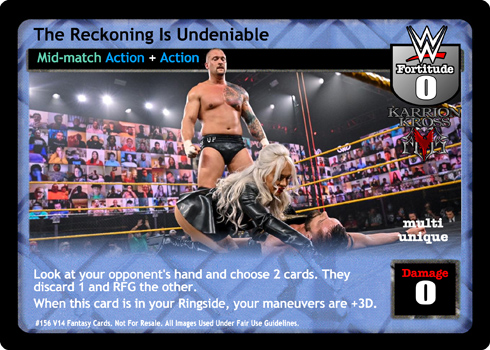 The Reckoning Is Undeniable
Mid-match Action + Action
W
Fortitude
0
KARRION
KROSS
UP
multi
unique
Look at your opponent's hand and choose 2 cards. They
discard 1 and RFG the other.
When this card is in your Ringside, your maneuvers are +3D.
Damage
0
#156 V14 Fantasy Cards. Not For Resale. All Images Used Under Fair Use Guidelines.